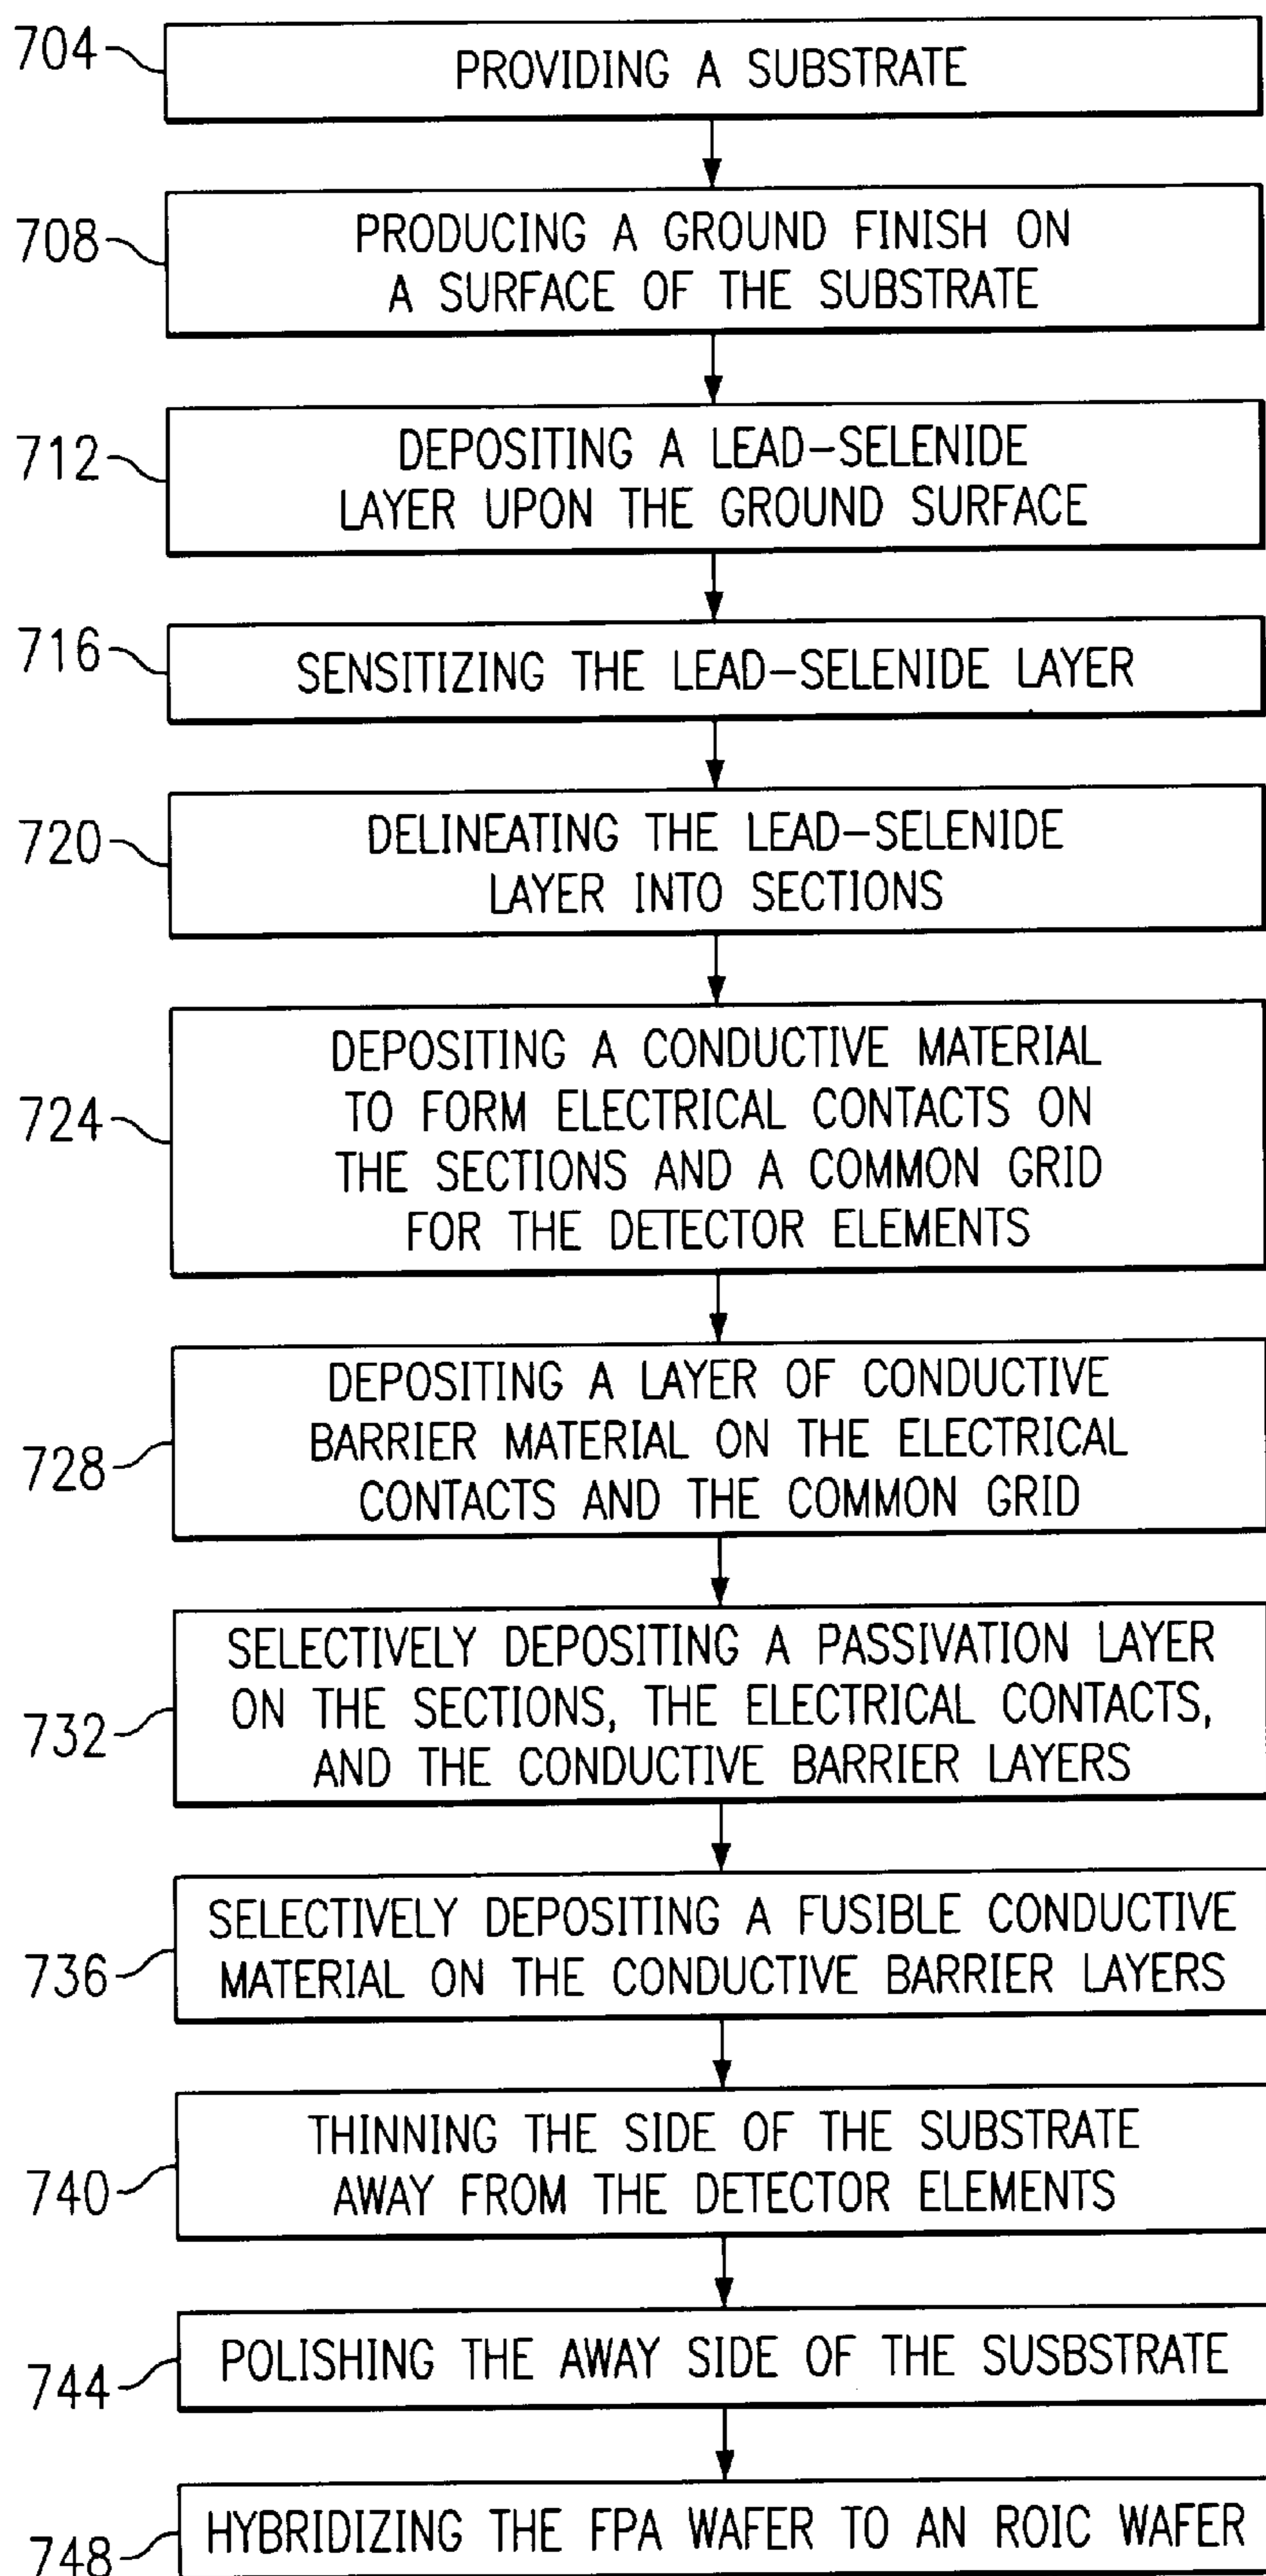 704
PROVIDING A SUBSTRATE
708
PRODUCING A GROUND FINISH ON
A SURFACE OF THE SUBSTRATE
712
DEPOSITING A LEAD-SELENIDE
LAYER UPON THE GROUND SURFACE
716
SENSITIZING THE LEAD-SELENIDE LAYER
720
DELINEATING THE LEAD-SELENIDE
LAYER INTO SECTIONS
724
DEPOSITING A CONDUCTIVE MATERIAL
TO FORM ELECTRICAL CONTACTS ON
THE SECTIONS AND A COMMON GRID
FOR THE DETECTOR ELEMENTS
728
DEPOSITING A LAYER OF CONDUCTIVE
BARRIER MATERIAL ON THE ELECTRICAL
CONTACTS AND THE COMMON GRID
732
SELECTIVELY DEPOSITING A PASSIVATION LAYER
ON THE SECTIONS, THE ELECTRICAL CONTACTS,
AND THE CONDUCTIVE BARRIER LAYERS
736
SELECTIVELY DEPOSITING A FUSIBLE CONDUCTIVE
MATERIAL ON THE CONDUCTIVE BARRIER LAYERS
740
THINNING THE SIDE OF THE SUBSTRATE
AWAY FROM THE DETECTOR ELEMENTS
744
POLISHING THE AWAY SIDE OF THE SUSBSTRATE
748
HYBRIDIZING THE FPA WAFER TO AN ROIC WAFER